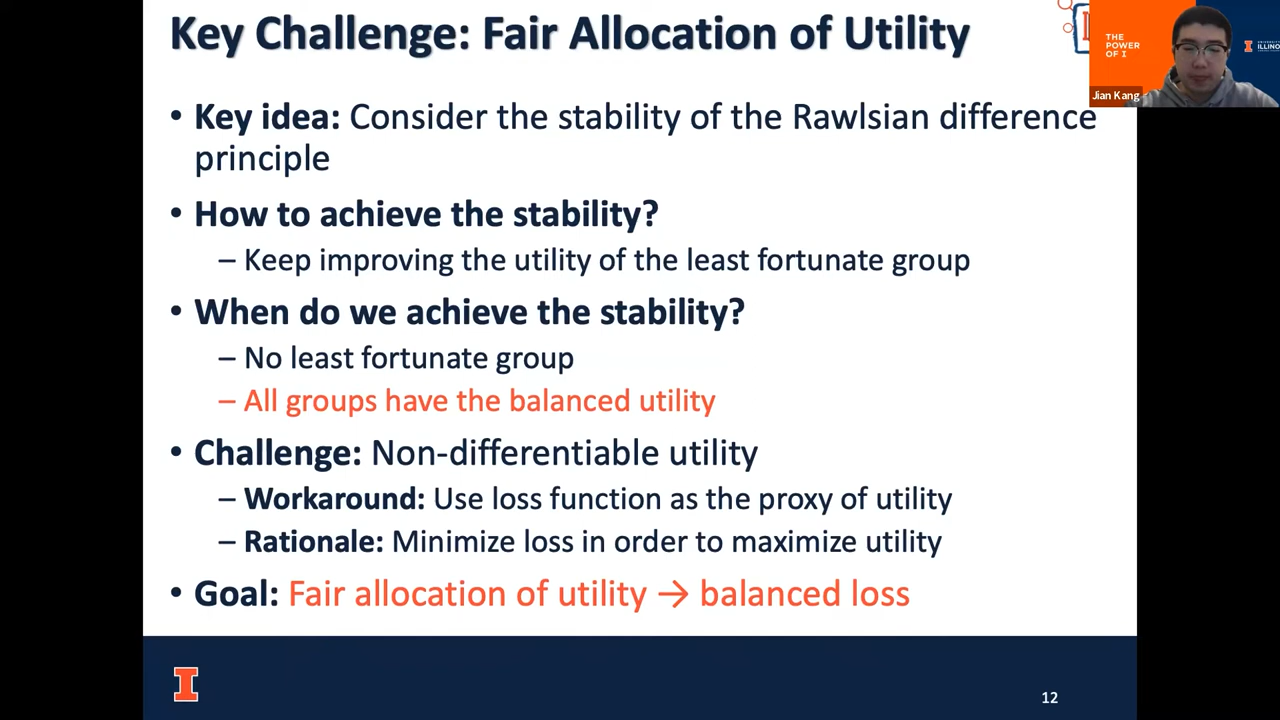 Key Challenge: Fair Allocation of Utility
• Key idea: Consider the stability of the Rawlsian difference
principle
• How to achieve the stability?
– Keep improving the utility of the least fortunate group
• When do we achieve the stability?
– No least fortunate group
– All groups have the balanced utility
• Challenge: Non-differentiable utility
– Workaround: Use loss function as the proxy of utility
– Rationale: Minimize loss in order to maximize utility
• Goal: Fair allocation of utility → balanced loss
I
12
THE
POWER
OF I
Jian Kang
ILLINOIS